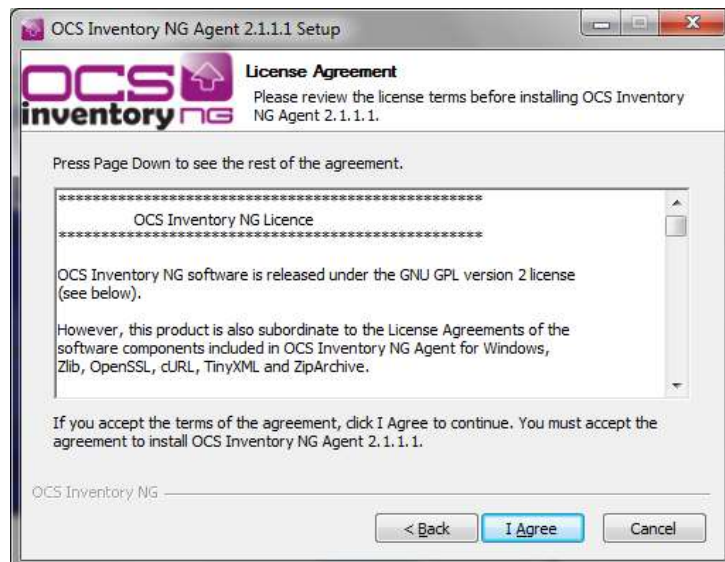 OCS Inventory NG Agent 2.1.1.1 Setup
OCS
inventory NG
License Agreement
Please review the license terms before installing OCS Inventory
NG Agent 2.1.1.1.
Press Page Down to see the rest of the agreement.
****************************************************
OCS Inventory NG Licence
****************************************************
OCS Inventory NG software is released under the GNU GPL version 2 license
(see below).
However, this product is also subordinate to the License Agreements of the
software components included in OCS Inventory NG Agent for Windows,
Zlib, OpenSSL, cURL, TinyXML and ZipArchive.
If you accept the terms of the agreement, click I Agree to continue. You must accept the
agreement to install OCS Inventory NG Agent 2.1.1.1.
OCS Inventory NG
< Back
I Agree
Cancel